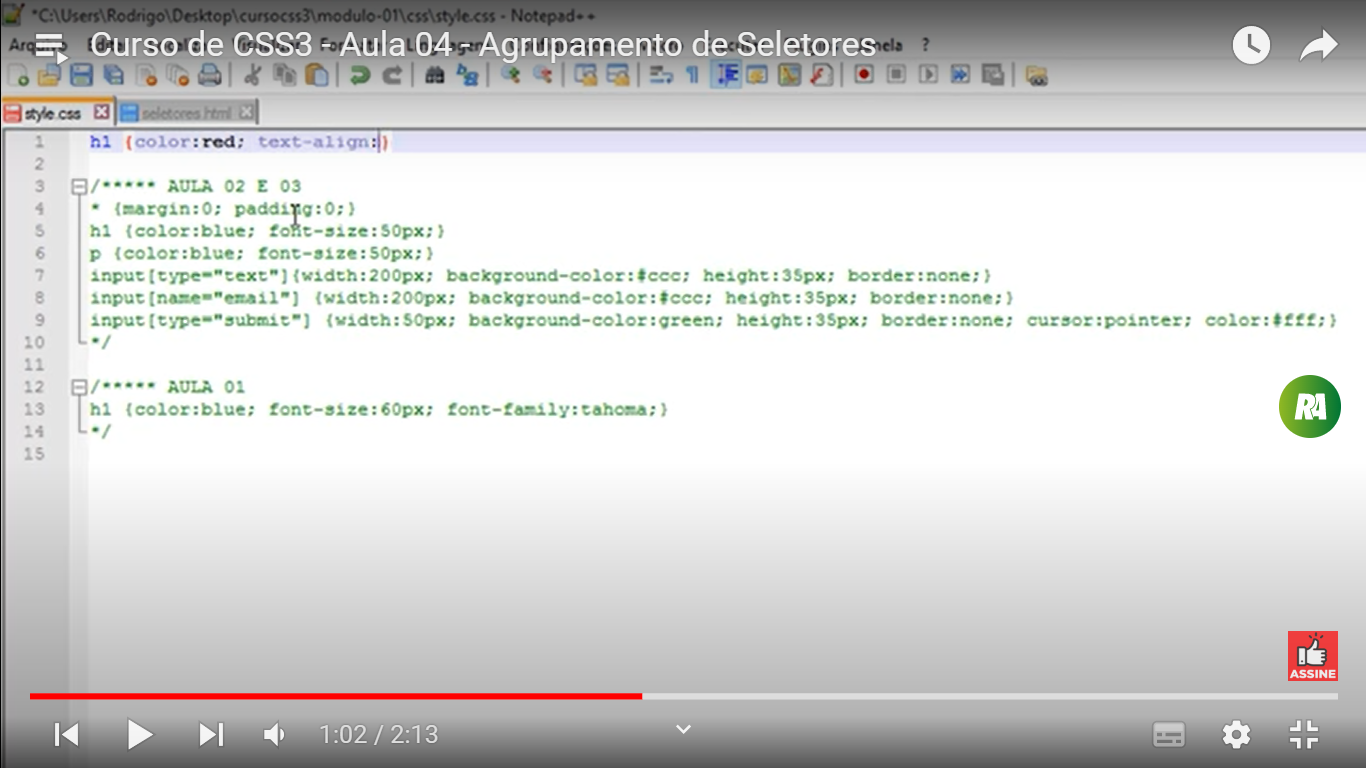 *C:\Users\Rodrigo\Desktop\cursocss3\modulo-01\css\style.css - Notepad++
Curso de CSS3 - Aula 04 - Agrupamento de Seletores
?
style.css seletores.html
1 h1 {color:red; text-align:}
2
3 /***** AULA 02 E 03
4 * {margin:0; padding:0;}
5 h1 {color:blue; font-size:50px;}
6 p {color:blue; font-size:50px;}
7 input[type="text"]{width:200px; background-color:#ccc; height:35px; border:none;}
8 input[name="email"] {width:200px; background-color:#ccc; height:35px; border:none;}
9 input[type="submit"] {width:50px; background-color:green; height:35px; border:none; cursor:pointer; color:#fff;}
10 */
11
12 /***** AULA 01
13 h1 {color:blue; font-size:60px; font-family:tahoma;}
14 */
15
RA
ASSINE
1:02 / 2:13